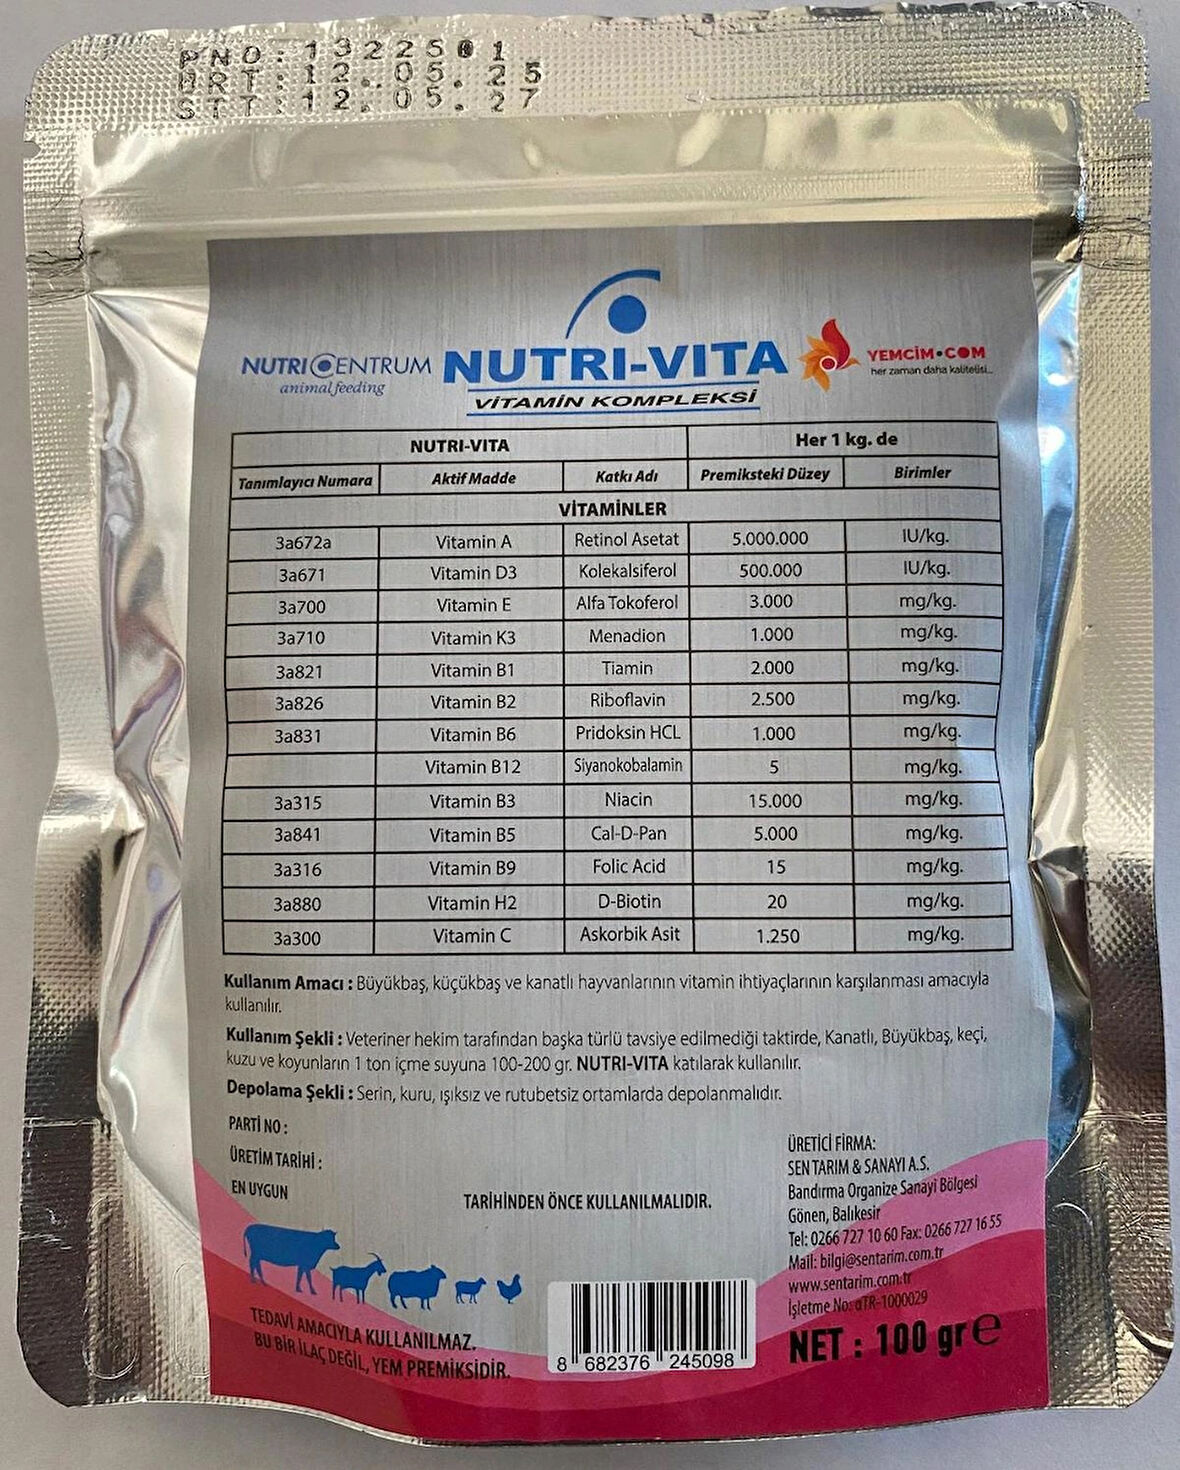 PNO:1322501
ÜRT:12.05.25
STT:12.05.27
NUTRICENTRUM
animal feeding
NUTRI-VITA
VİTAMİN KOMPLEKSİ
YEMCİM•COM
her zaman daha kalitelisi...
NUTRI-VITA Her 1 kg. de
Tanımlayıcı Numara Aktif Madde Katkı Adı Premiksteki Düzey Birimler
VİTAMİNLER
3a672a Vitamin A Retinol Asetat 5.000.000 IU/kg.
3a671 Vitamin D3 Kolekalsiferol 500.000 IU/kg.
3a700 Vitamin E Alfa Tokoferol 3.000 mg/kg.
3a710 Vitamin K3 Menadion 1.000 mg/kg.
3a821 Vitamin B1 Tiamin 2.000 mg/kg.
3a826 Vitamin B2 Riboflavin 2.500 mg/kg.
3a831 Vitamin B6 Pridoksin HCL 1.000 mg/kg.
Vitamin B12 Siyanokobalamin 5 mg/kg.
3a315 Vitamin B3 Niacin 15.000 mg/kg.
3a841 Vitamin B5 Cal-D-Pan 5.000 mg/kg.
3a316 Vitamin B9 Folic Acid 15 mg/kg.
3a880 Vitamin H2 D-Biotin 20 mg/kg.
3a300 Vitamin C Askorbik Asit 1.250 mg/kg.
Kullanım Amacı : Büyükbaş, küçükbaş ve kanatlı hayvanlarının vitamin ihtiyaçlarının karşılanması amacıyla
kullanılır.
Kullanım Şekli : Veteriner hekim tarafından başka türlü tavsiye edilmediği taktirde, Kanatlı, Büyükbaş, keçi,
kuzu ve koyunların 1 ton içme suyuna 100-200 gr. NUTRI-VITA katılarak kullanılır.
Depolama Şekli : Serin, kuru, ışıksız ve rutubetsiz ortamlarda depolanmalıdır.
PARTİ NO :
ÜRETİM TARİHİ :
EN UYGUN TARİHİNDEN ÖNCE KULLANILMALIDIR.
ÜRETİCİ FİRMA:
SEN TARIM & SANAYİ A.S.
Bandırma Organize Sanayi Bölgesi
Gönen, Balıkesir
Tel: 0266 727 10 60 Fax: 0266 727 16 55
Mail: bilgi@sentarim.com.tr
www.sentarim.com.tr
İşletme No: αTR-1000029
NET : 100 gr e
TEDAVİ AMACIYLA KULLANILMAZ.
BU BİR İLAÇ DEĞİL, YEM PREMİKSİDİR.
8 682376 245098